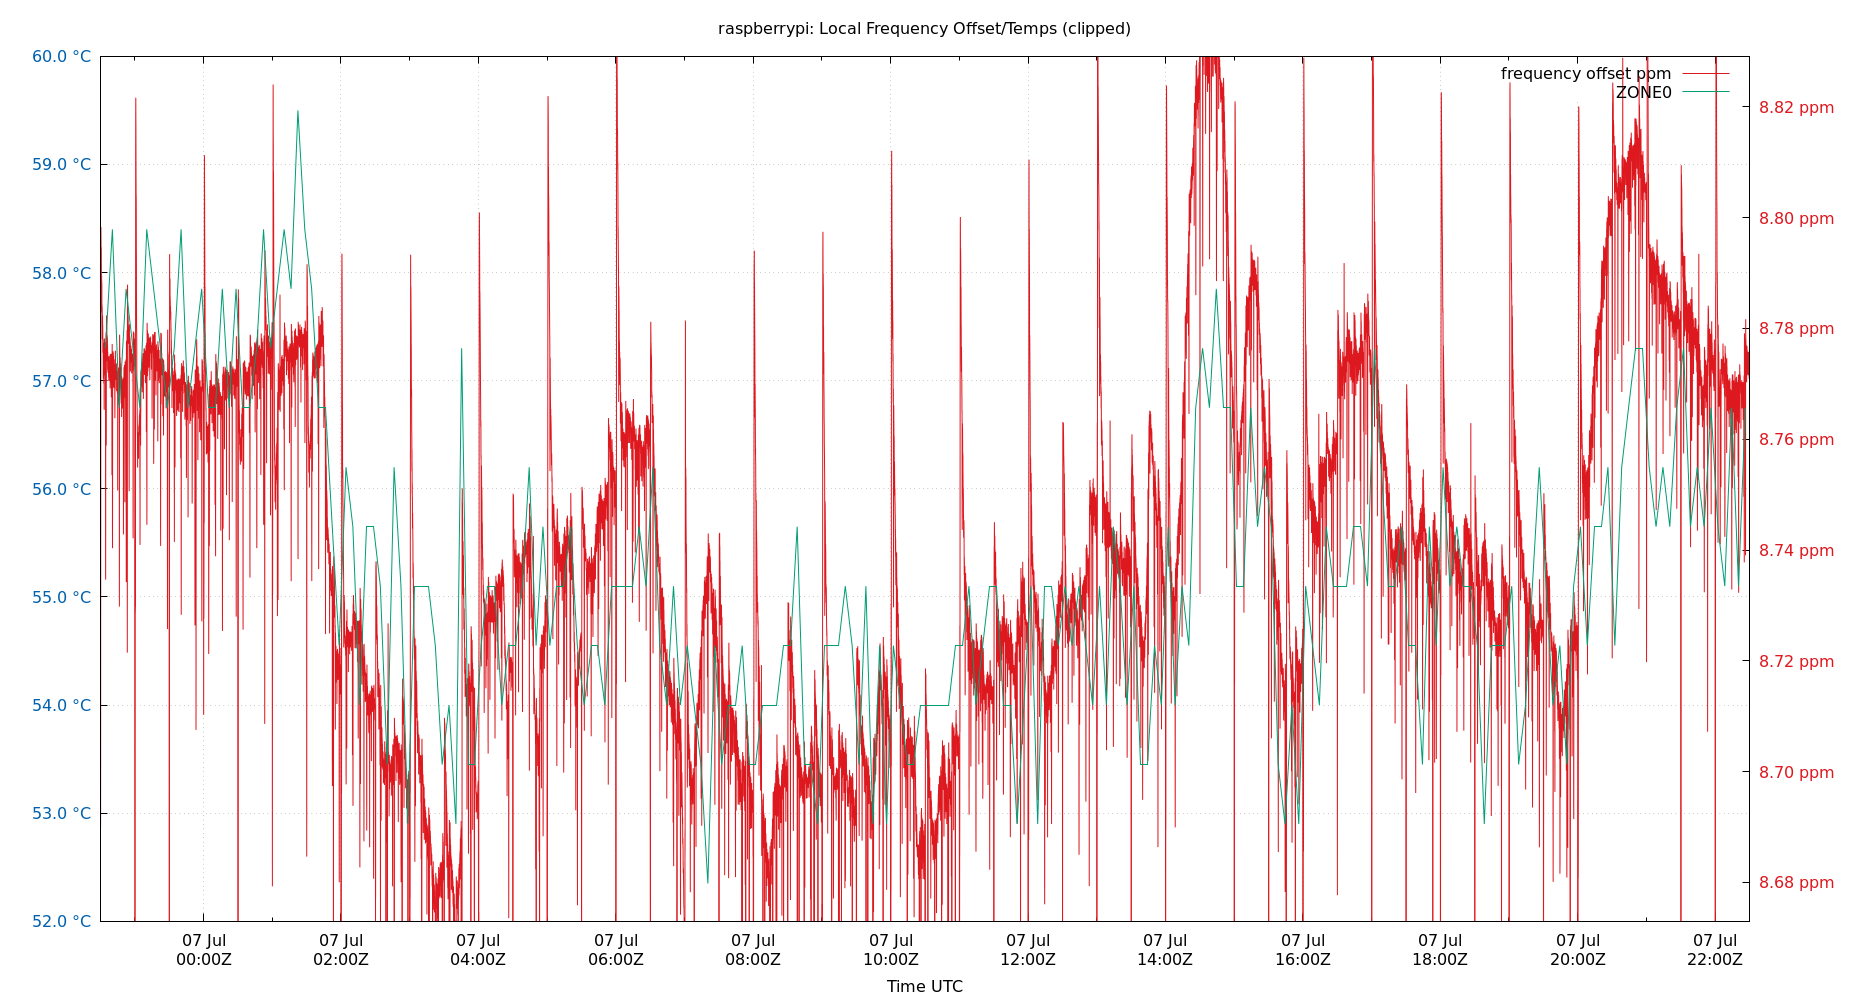 raspberrypi: Local Frequency Offset/Temps (clipped)
60.0 °C
59.0 °C
58.0 °C
57.0 °C
56.0 °C
55.0 °C
54.0 °C
53.0 °C
52.0 °C
frequency offset ppm
ZONE0
8.82 ppm
8.80 ppm
8.78 ppm
8.76 ppm
8.74 ppm
8.72 ppm
8.70 ppm
8.68 ppm
07 Jul 07 Jul 07 Jul 07 Jul 07 Jul 07 Jul 07 Jul 07 Jul 07 Jul 07 Jul 07 Jul 07 Jul
00:00Z 02:00Z 04:00Z 06:00Z 08:00Z 10:00Z 12:00Z 14:00Z 16:00Z 18:00Z 20:00Z 22:00Z
Time UTC